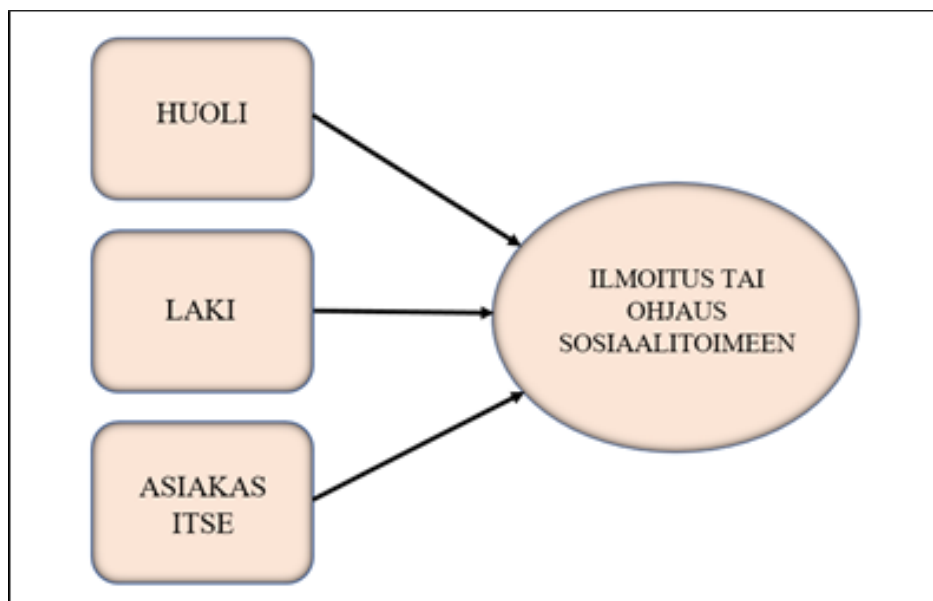 HUOLI
LAKI
ASIAKAS
ITSE
ILMOITUS TAI
OHJAUS
SOSIAALITOIMEEN